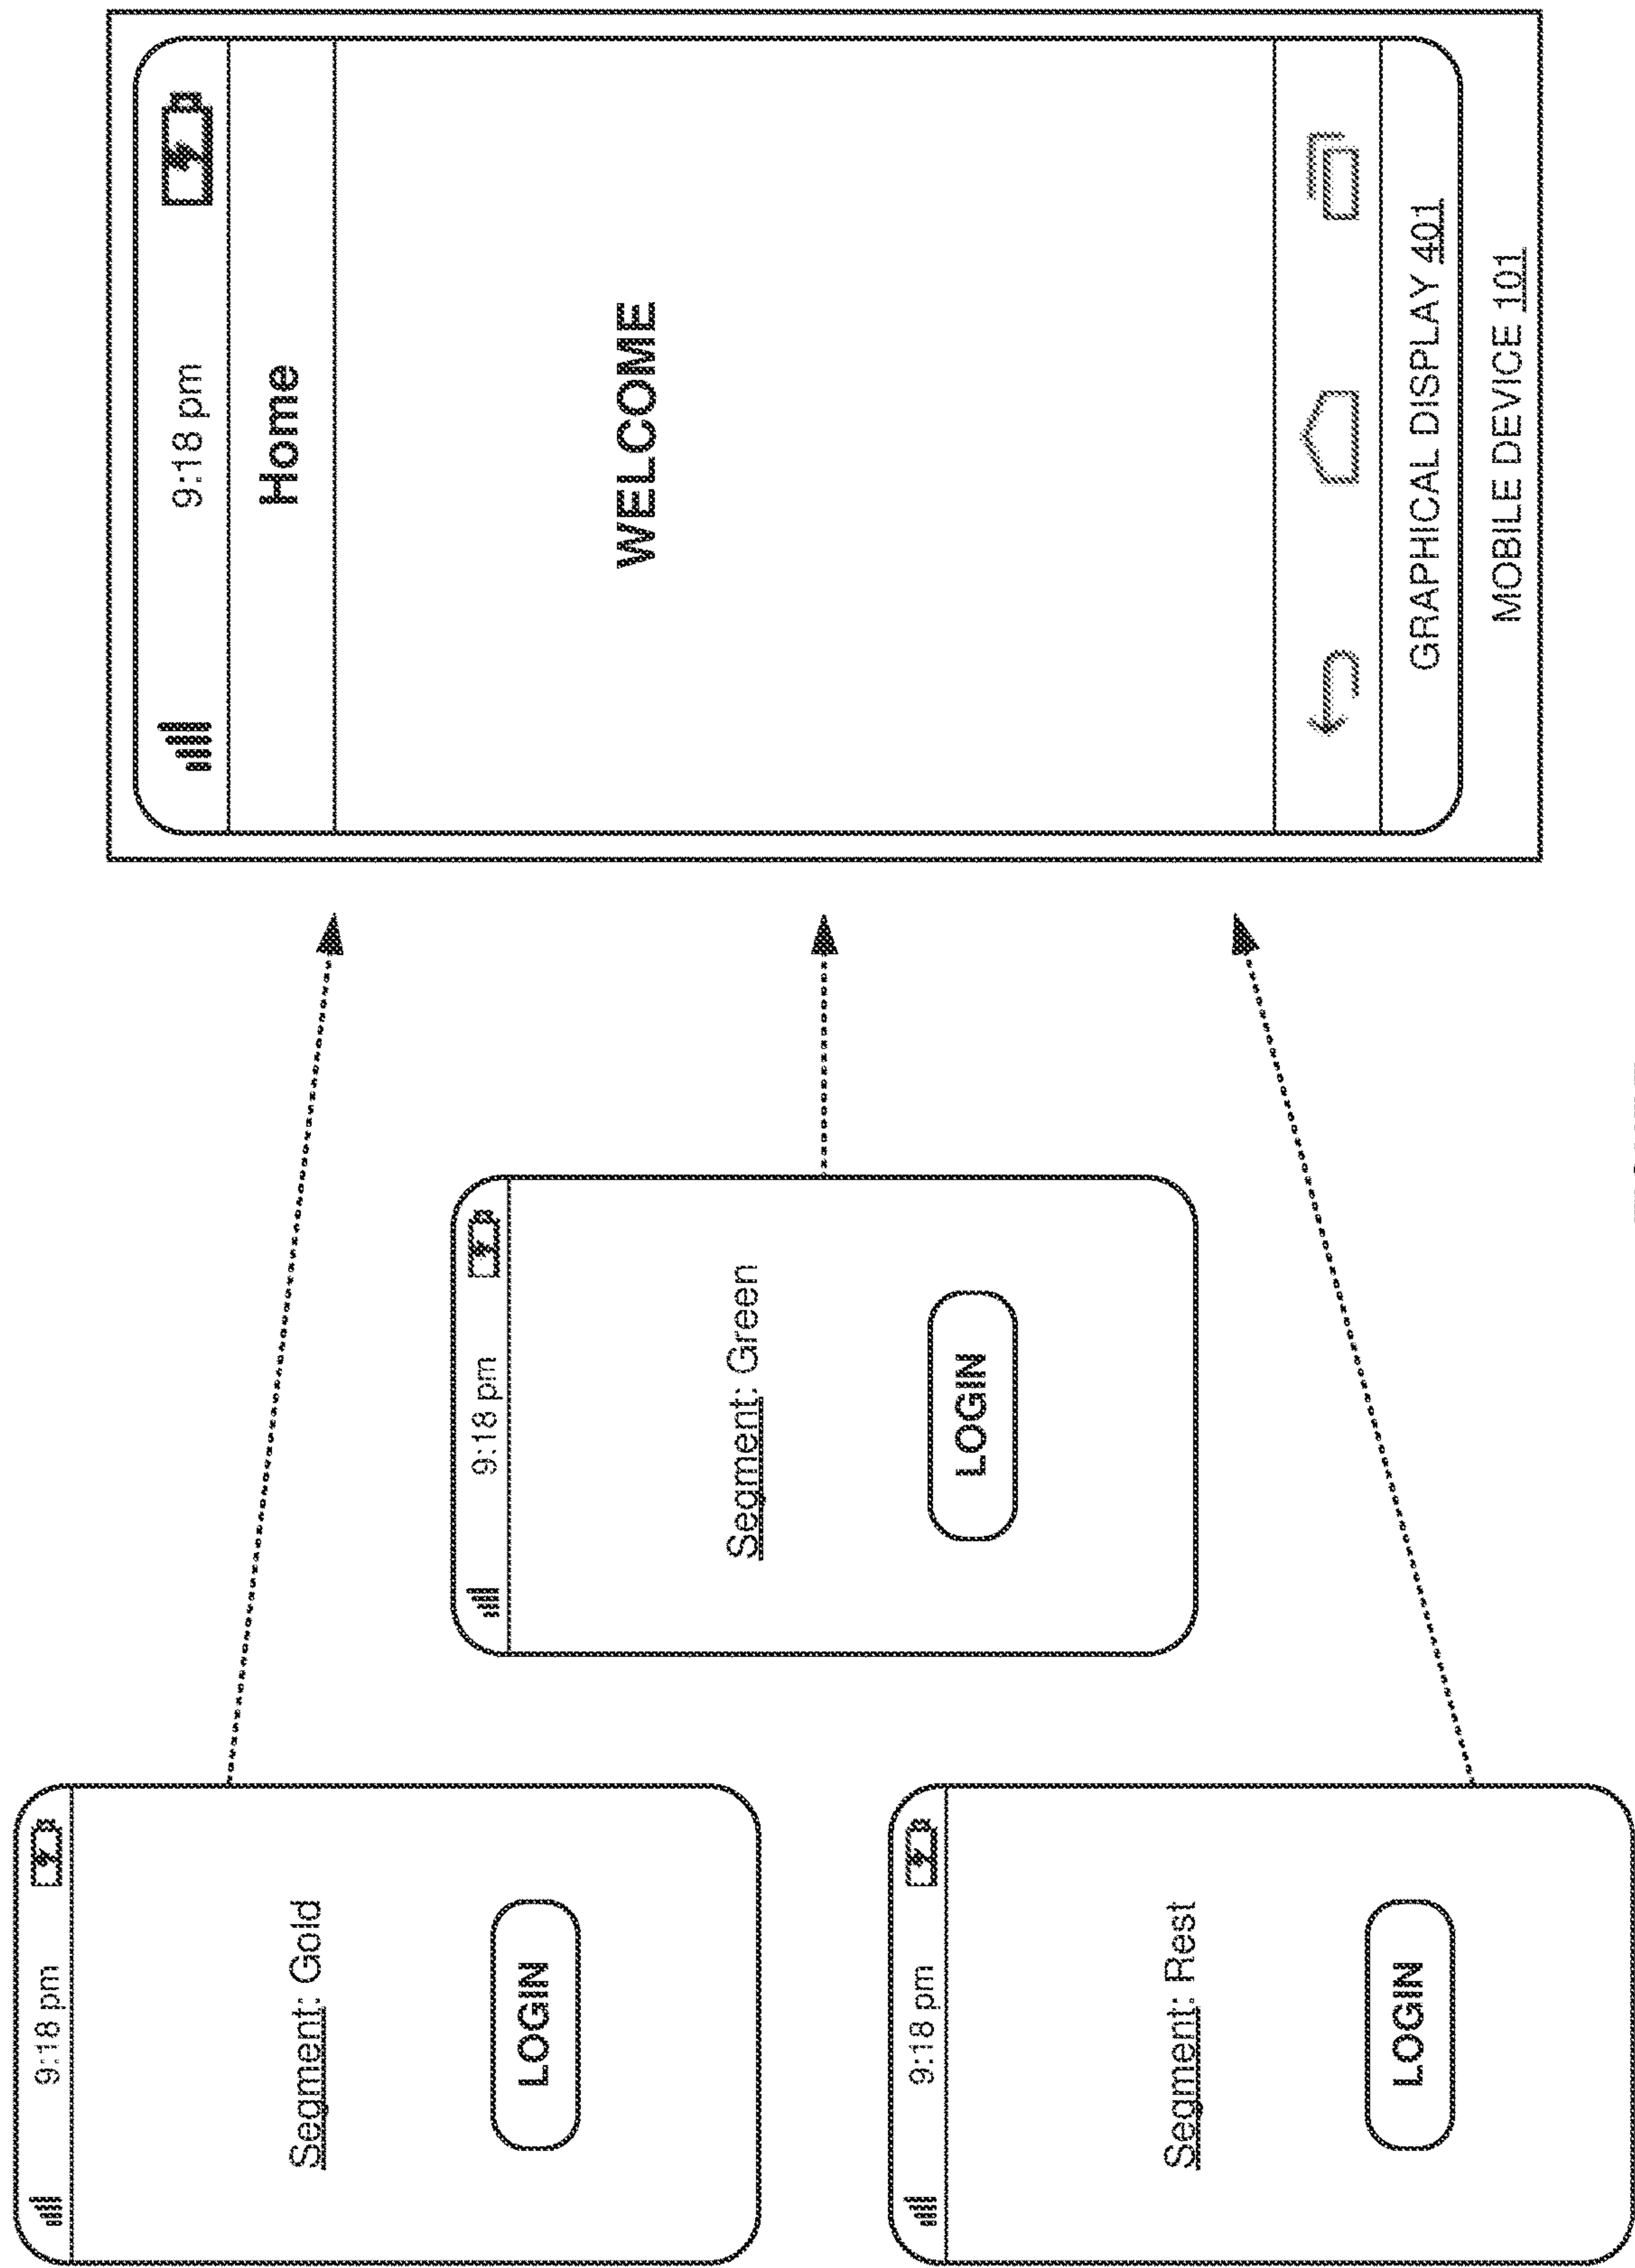 9:18 pm
Segment: Gold
LOGIN
9:18 pm
Segment: Rest
LOGIN
9:18 pm
Segment: Green
LOGIN
9:18 pm
Home
WELCOME
GRAPHICAL DISPLAY 401
MOBILE DEVICE 101